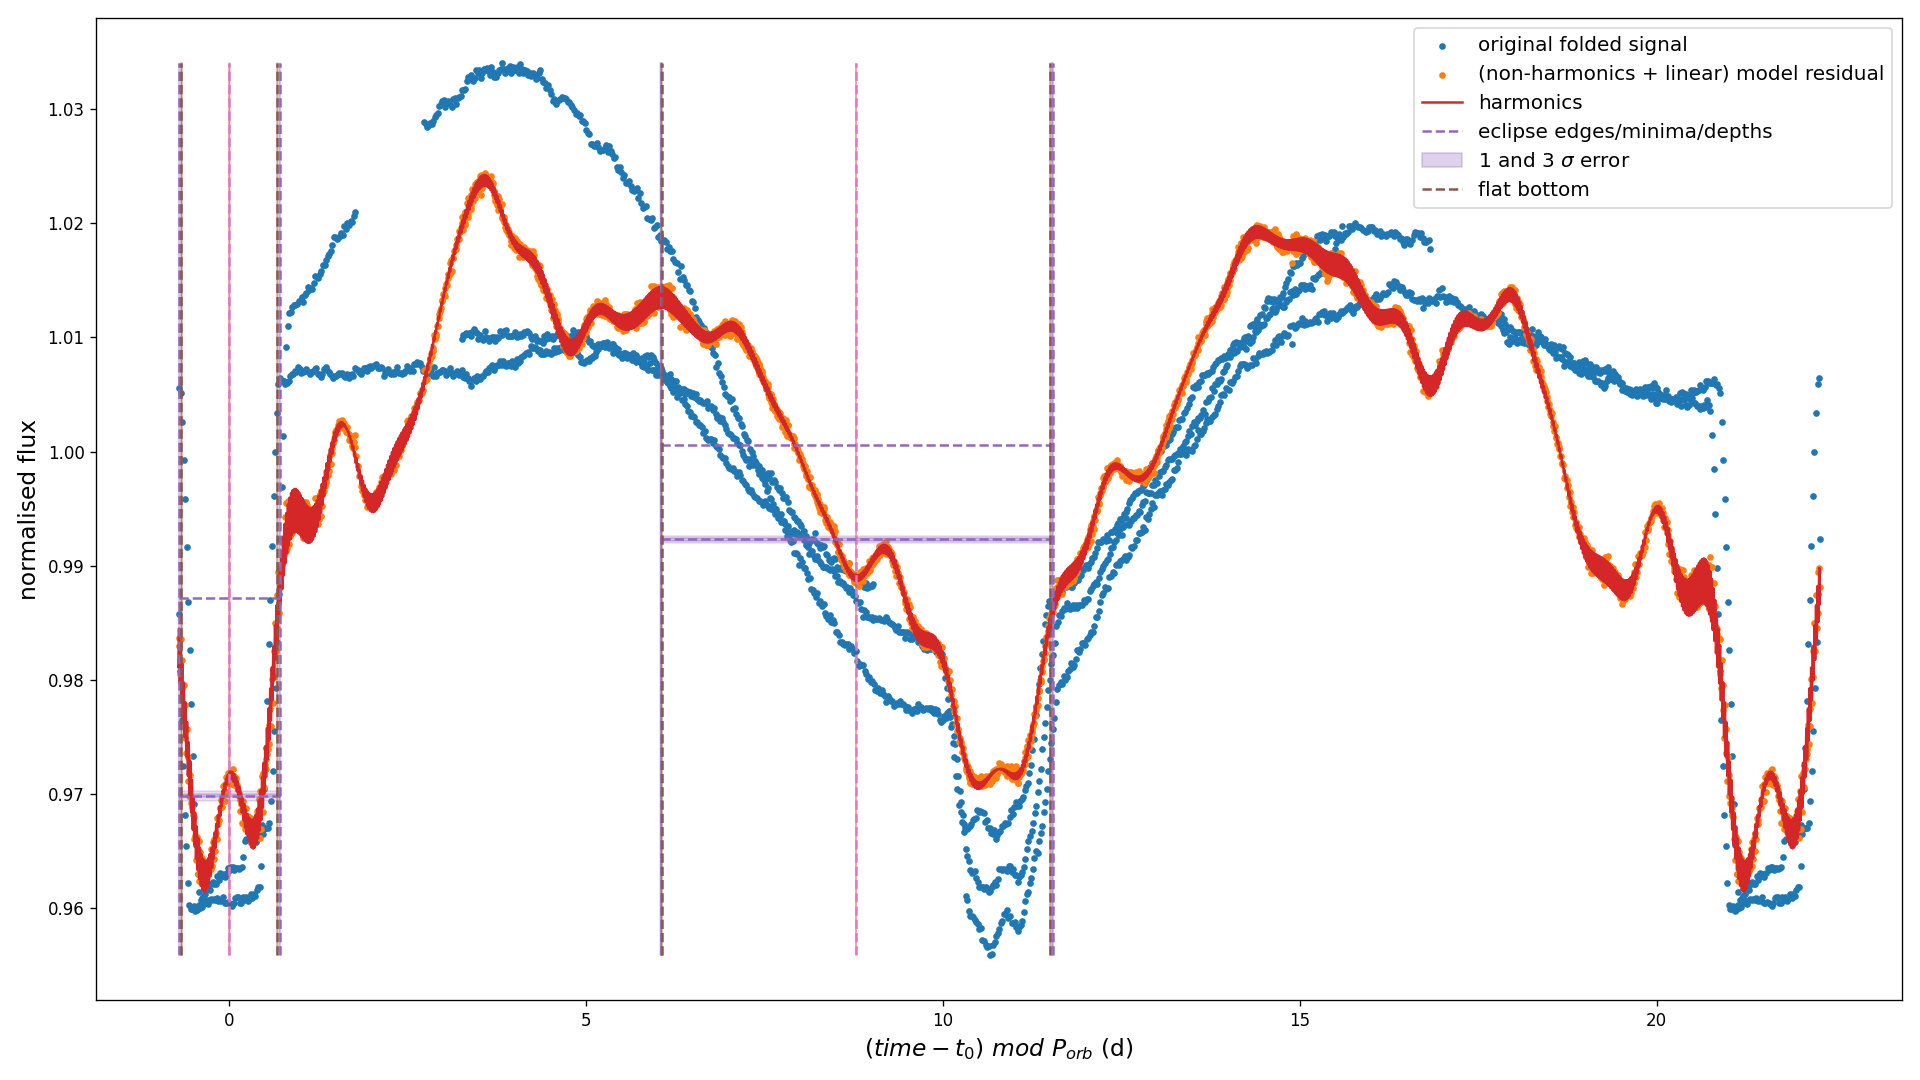 original folded signal
(non-harmonics + linear) model residual
harmonics
eclipse edges/minima/depths
1 and 3 σ error
flat bottom
normalised flux
1.03
1.02
1.01
1.00
0.99
0.98
0.97
0.96
0 5 10 15 20
(time − t₀) mod P_orb (d)